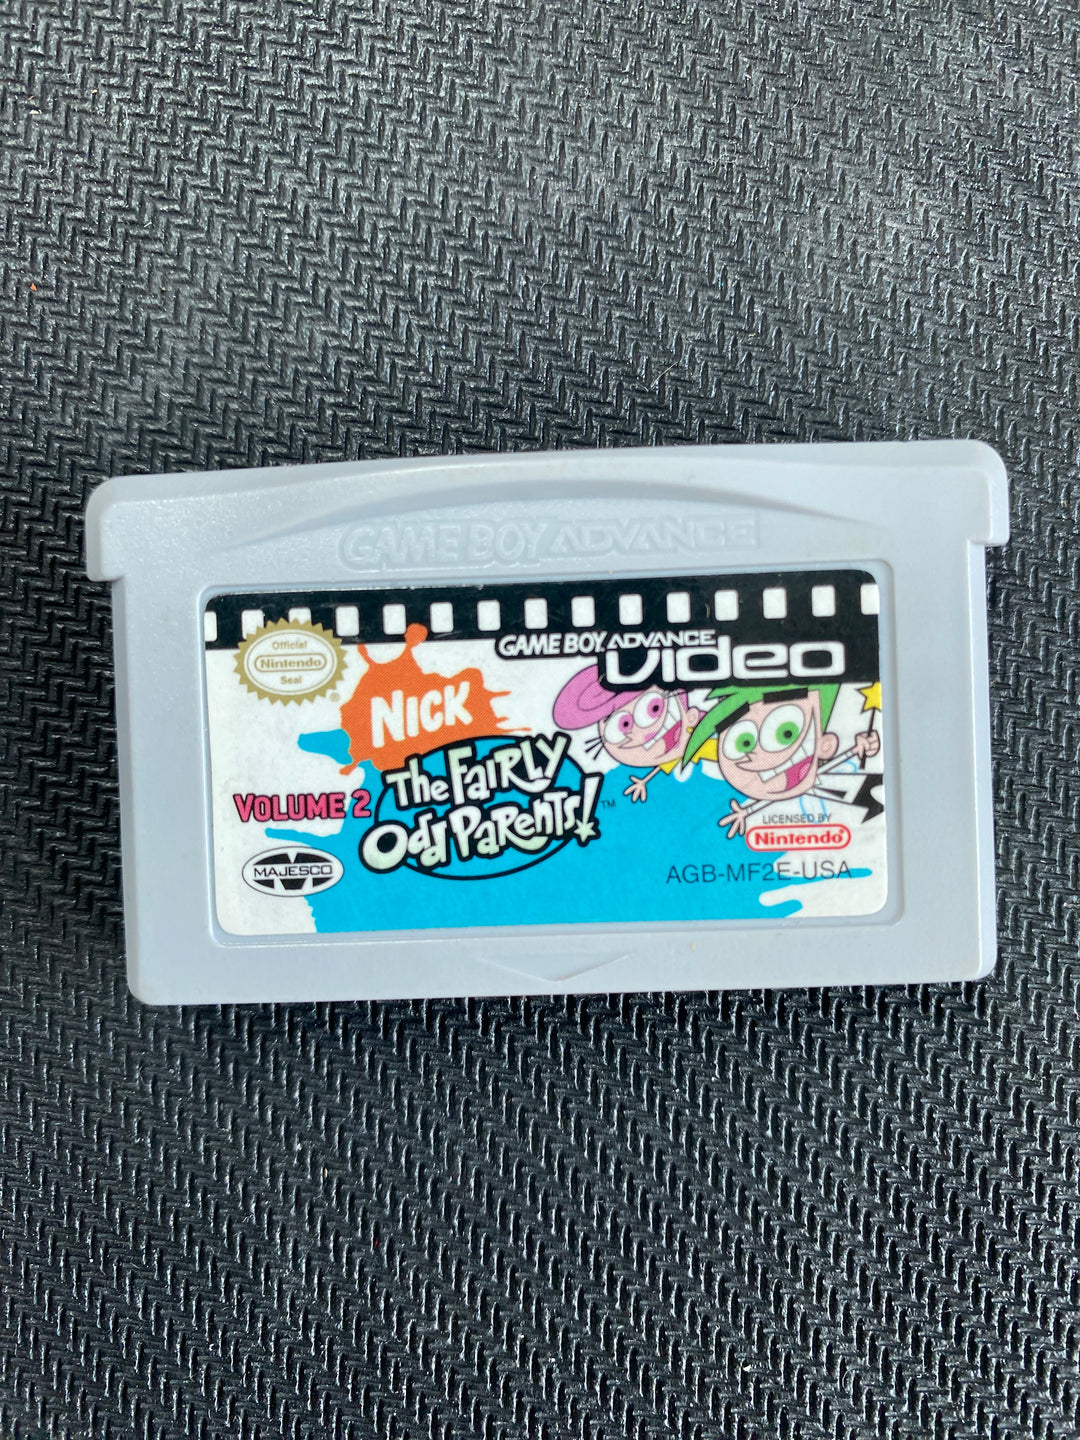 GAME BOY ADVANCE
GAME BOY ADVANCE
video
Official
Nintendo
Seal
NICK
The FAIRLY
Odd PARents!™
VOLUME 2
MAJESCO
LICENSED BY
Nintendo®
AGB-MF2E-USA